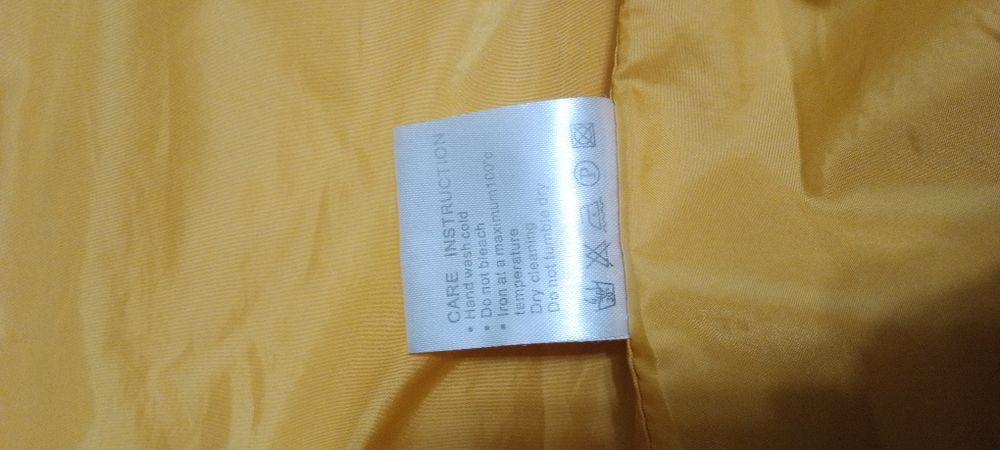 CARE INSTRUCTION
• Hand wash cold
• Do not bleach
• Iron at a maximum100°c
temperature
Dry cleaning
Do not tumble dry
P